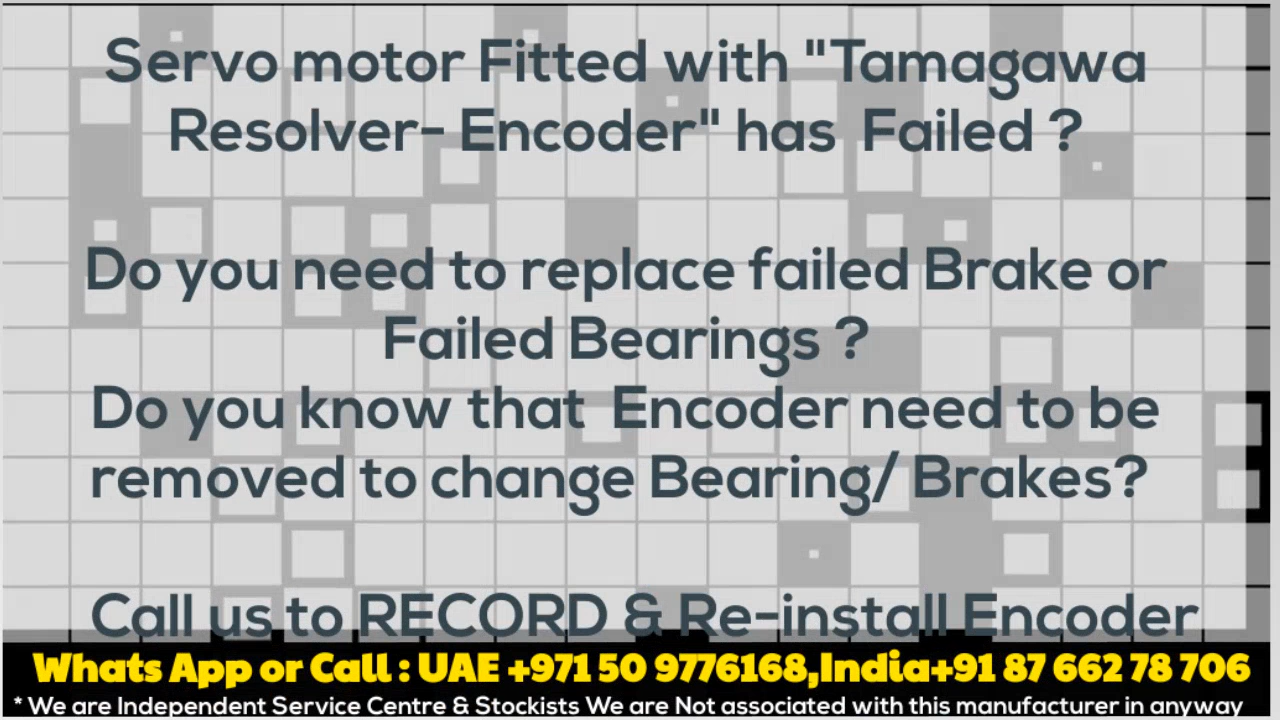 Servo motor Fitted with "Tamagawa
Resolver- Encoder" has Failed ?
Do you need to replace failed Brake or
Failed Bearings ?
Do you know that Encoder need to be
removed to change Bearing/ Brakes?
Call us to RECORD & Re-install Encoder
Whats App or Call : UAE +971 50 9776168,India+91 87 662 78 706
* We are Independent Service Centre & Stockists We are Not associated with this manufacturer in anyway